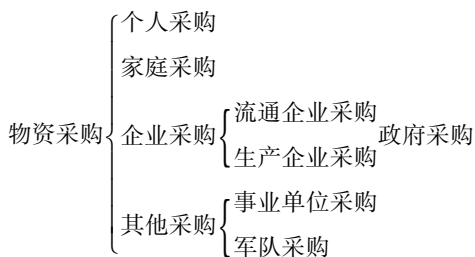 个人采购
家庭采购
物资采购
企业采购
流通企业采购
生产企业采购
政府采购
其他采购
事业单位采购
军队采购